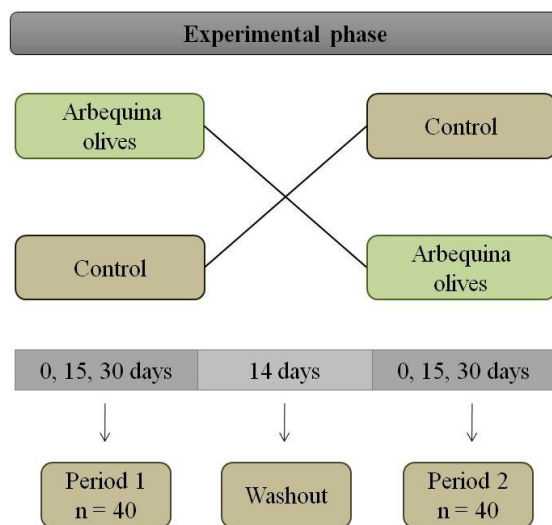 Experimental phase
Arbequina
olives
Control
Control
Arbequina
olives
0, 15, 30 days
14 days
0, 15, 30 days
Period 1
n = 40
Washout
Period 2
n = 40